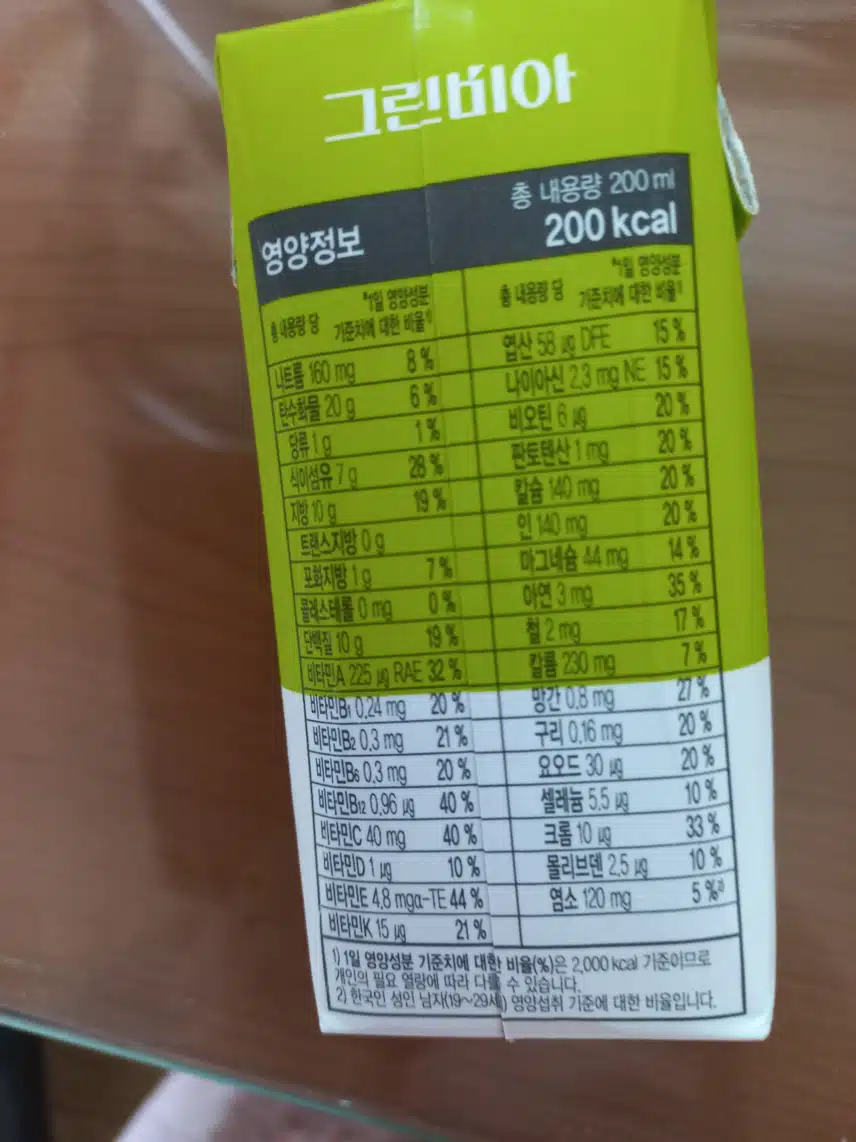 그린비아
영양정보
총 내용량 200 ml
200 kcal
총 내용량 당
*1일 영양성분
기준치에 대한 비율1)
나트륨 160 mg 8 %
탄수화물 20 g 6 %
당류 1 g 1 %
식이섬유 7 g 28 %
지방 10 g 19 %
트랜스지방 0 g
포화지방 1 g 7 %
콜레스테롤 0 mg 0 %
단백질 10 g 19 %
비타민A 225 µg RAE 32 %
비타민B1 0.24 mg 20 %
비타민B2 0.3 mg 21 %
비타민B6 0.3 mg 20 %
비타민B12 0.96 µg 40 %
비타민C 40 mg 40 %
비타민D 1 µg 10 %
비타민E 4.8 mgα-TE 44 %
비타민K 15 µg 21 %
총 내용량 당
*1일 영양성분
기준치에 대한 비율1)
엽산 58 µg DFE 15 %
나이아신 2.3 mg NE 15 %
비오틴 6 µg 20 %
판토텐산 1 mg 20 %
칼슘 140 mg 20 %
인 140 mg 20 %
마그네슘 44 mg 14 %
아연 3 mg 35 %
철 2 mg 17 %
칼륨 230 mg 7 %
망간 0.8 mg 27 %
구리 0.16 mg 20 %
요오드 30 µg 20 %
셀레늄 5.5 µg 10 %
크롬 10 µg 33 %
몰리브덴 2.5 µg 10 %
염소 120 mg 5 %2)
1) 1일 영양성분 기준치에 대한 비율(%)은 2,000 kcal 기준이므로
개인의 필요 열량에 따라 다를 수 있습니다.
2) 한국인 성인 남자(19~29세) 영양섭취 기준에 대한 비율입니다.